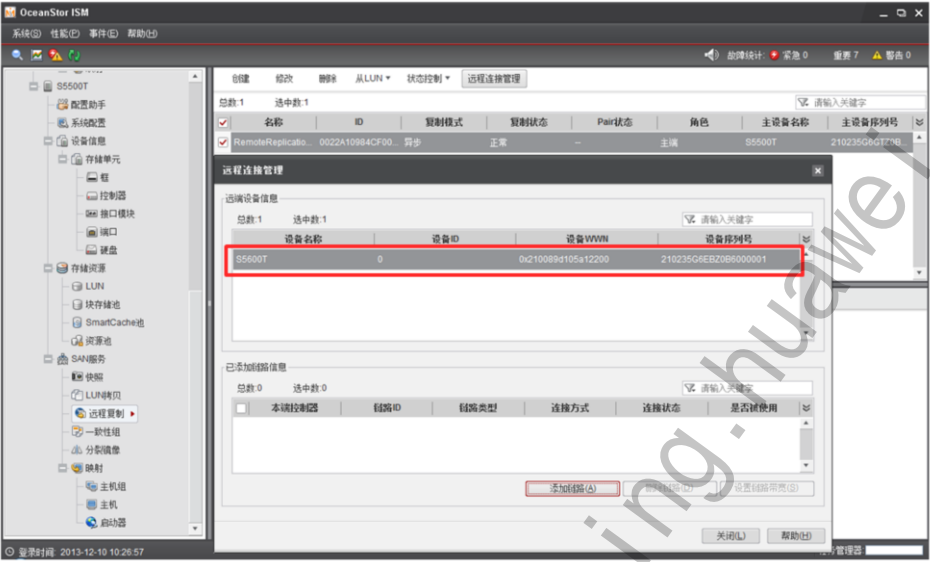 OceanStor ISM
系统(S) 性能(P) 事件(E) 帮助(H)
故障统计: 紧急 0 重要 7 警告 0
S5500T
配置助手
系统配置
设备信息
存储单元
框
控制器
接口模块
端口
硬盘
存储资源
LUN
块存储池
SmartCache池
资源池
SAN服务
快照
LUN拷贝
远程复制
一致性组
分裂镜像
映射
主机组
主机
启动器
创建 修改 删除 从LUN 状态控制 远程连接管理
总数:1 选中数:1 请输入关键字
名称 ID 复制模式 复制状态 Pair状态 角色 主设备名称 主设备序列号
RemoteReplicatio... 0022A10984CF00... 异步 正常 -- 主端 S5500T 210235G6GTZ0B...
远程连接管理
远端设备信息
总数:1 选中数:1 请输入关键字
设备名称 设备ID 设备WWN 设备序列号
S5600T 0 0x210089d105a12200 210235G6EBZ0B6000001
已添加链路信息
总数:0 选中数:0 请输入关键字
本端控制器 链路ID 链路类型 连接方式 连接状态 是否被使用
添加链路(A) 删除链路(D) 设置链路带宽(S)
关闭(L) 帮助(H)
登录时间: 2013-12-10 10:26:57
管理器:
ing.huawei